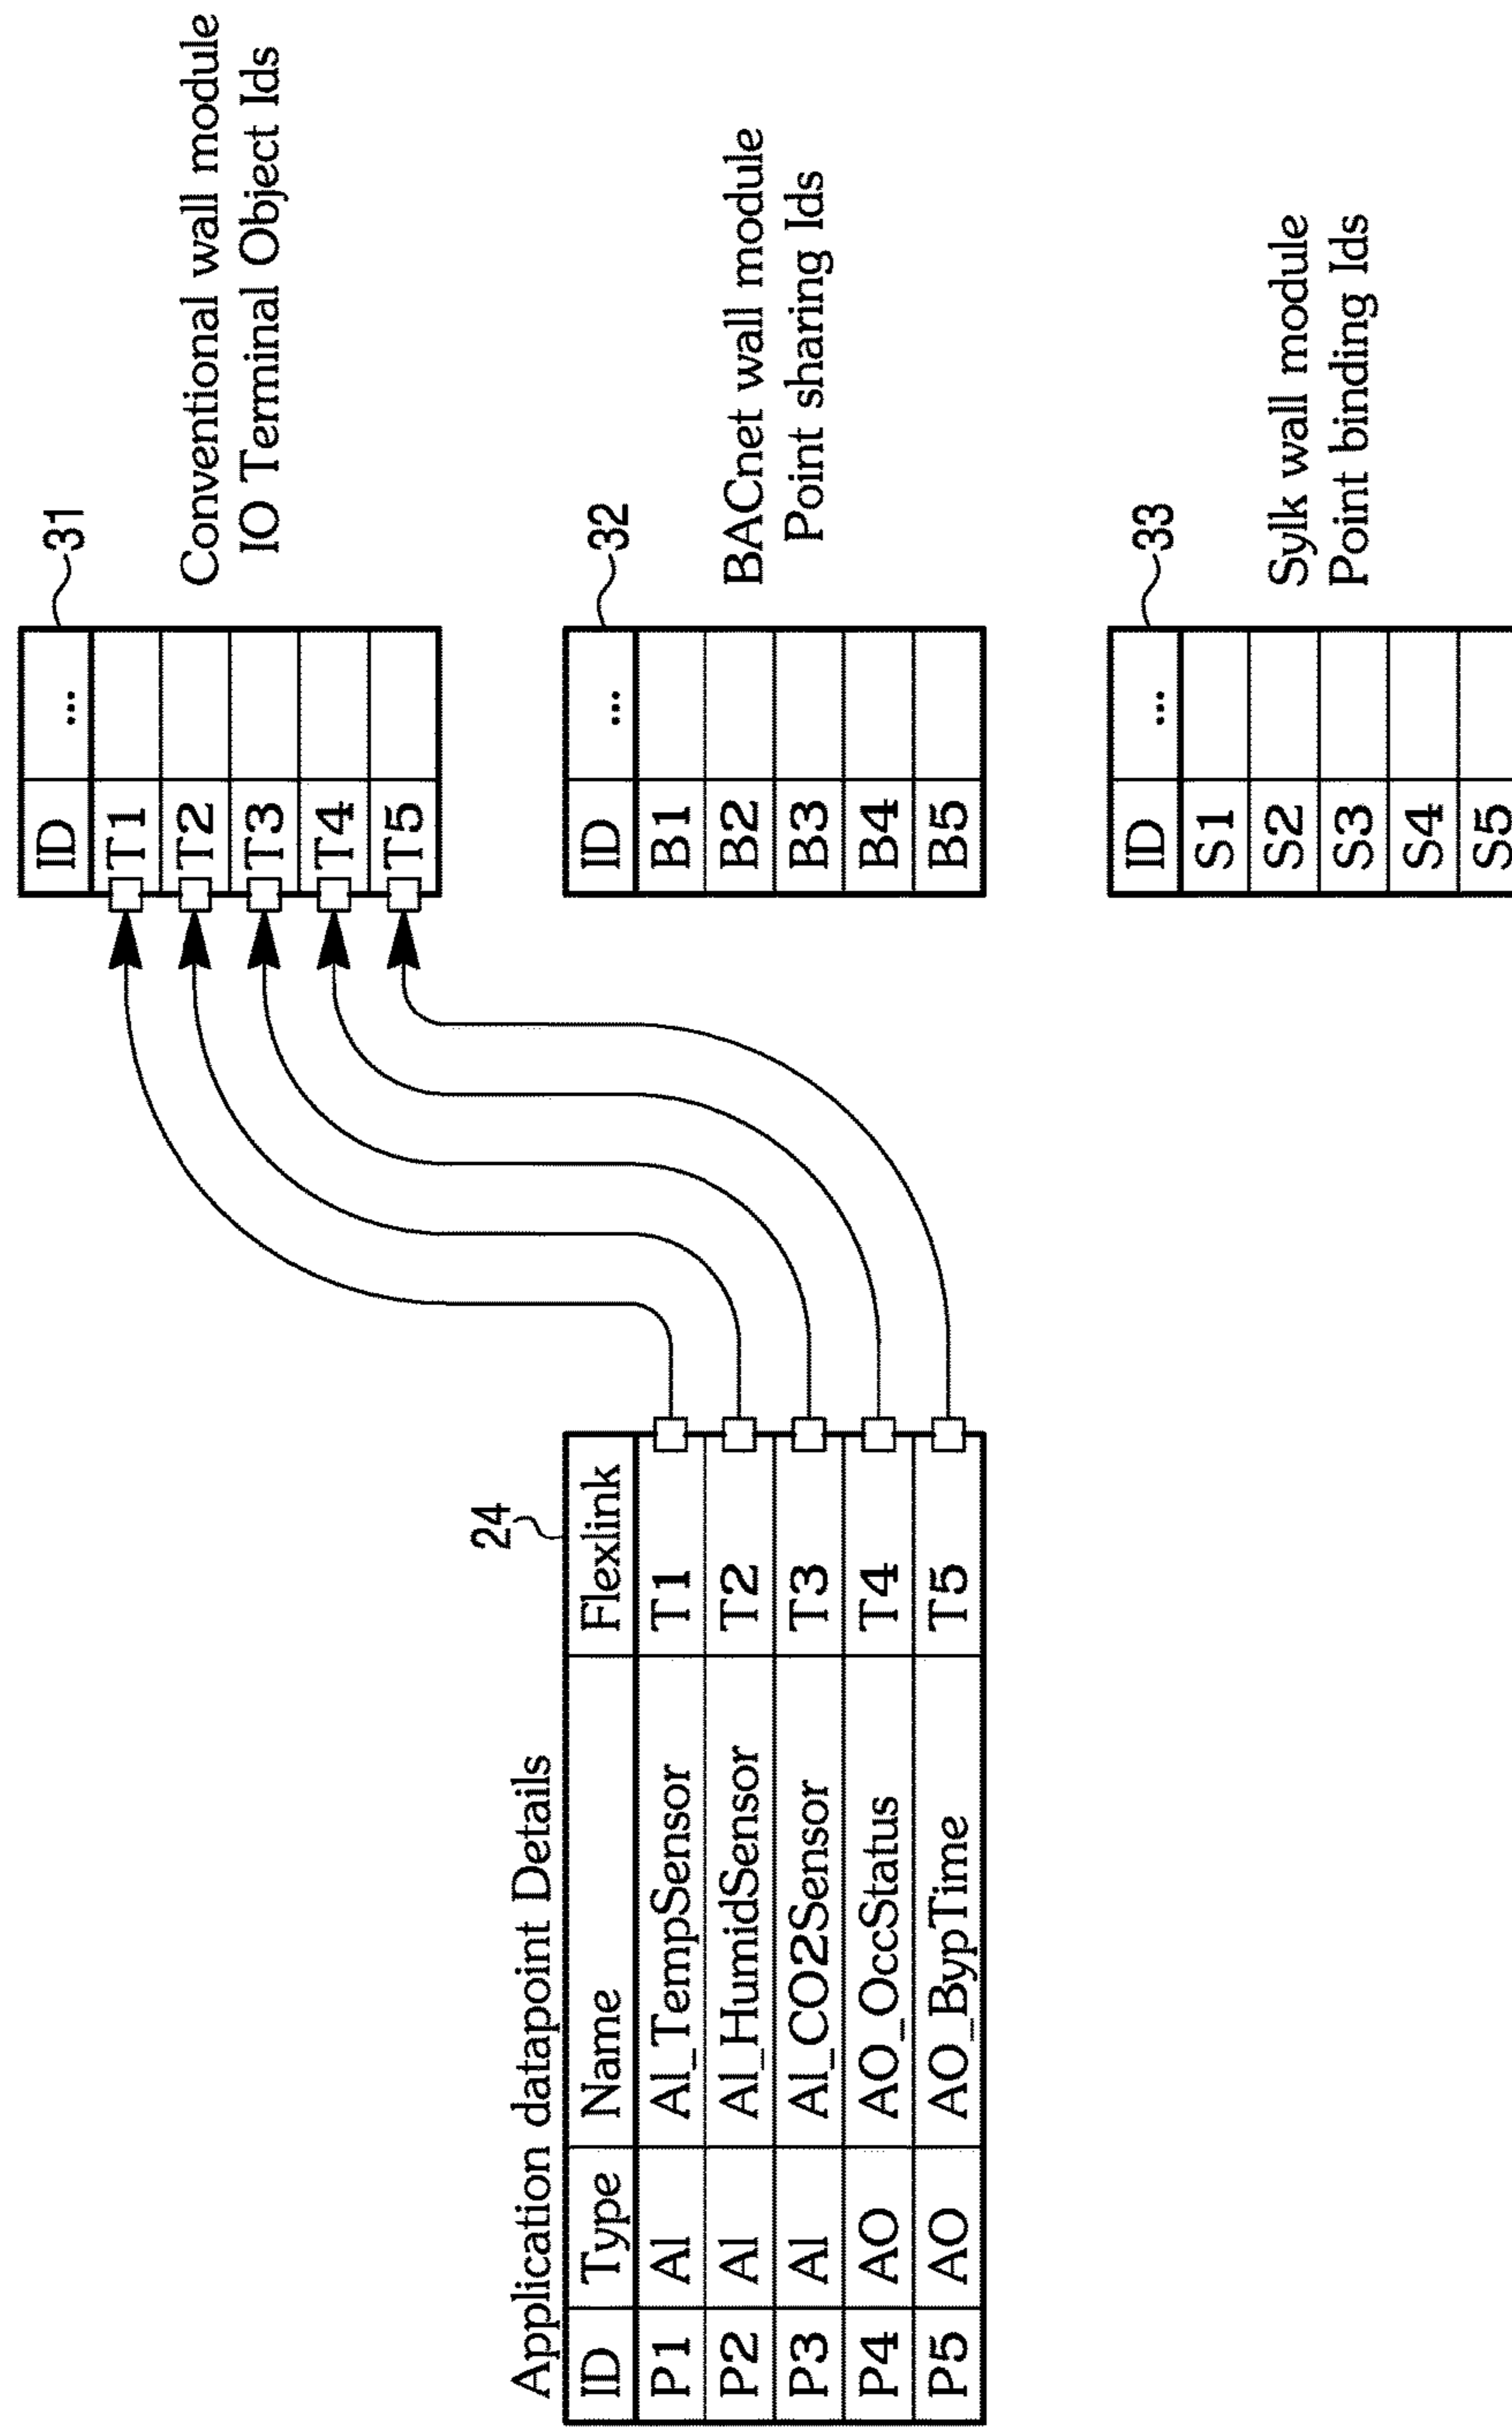 Application datapoint Details
24
ID Type Name Flexlink
P1 AI AI_TempSensor T1
P2 AI AI_HumidSensor T2
P3 AI AI_CO2Sensor T3
P4 AO AO_OccStatus T4
P5 AO AO_BypTime T5
31
ID ...
T1
T2
T3
T4
T5
Conventional wall module
IO Terminal Object Ids
32
ID ...
B1
B2
B3
B4
B5
BACnet wall module
Point sharing Ids
33
ID ...
S1
S2
S3
S4
S5
Sylk wall module
Point binding Ids